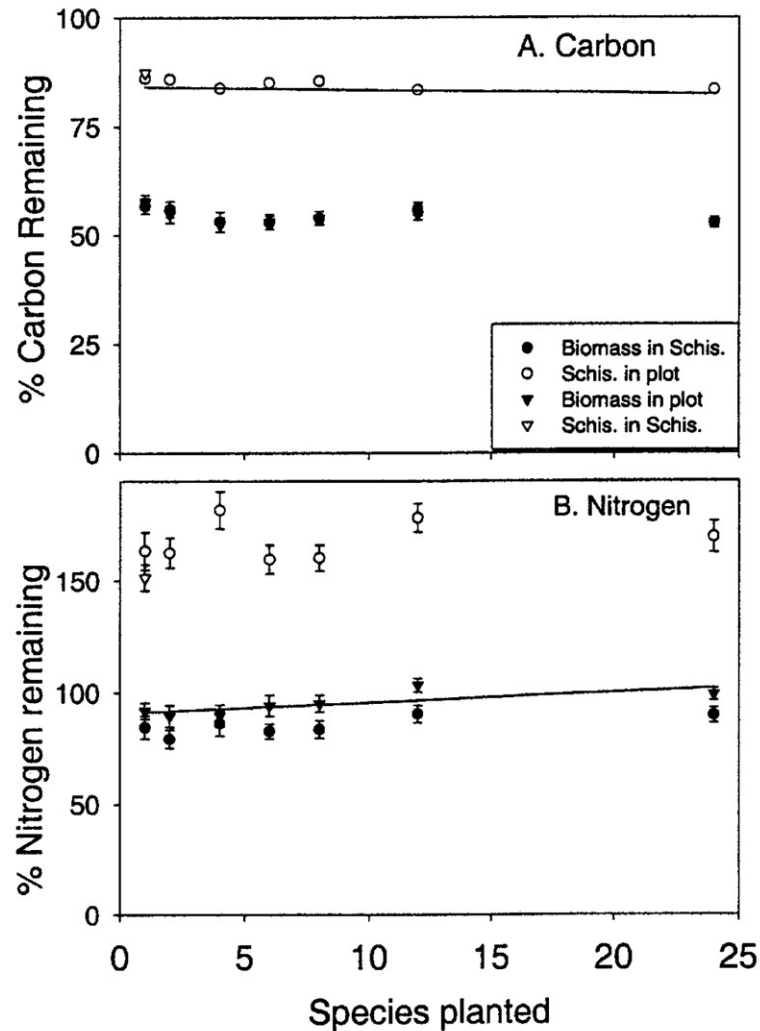 A. Carbon
% Carbon Remaining
100
75
50
25
0
Biomass in Schis.
Schis. in plot
Biomass in plot
Schis. in Schis.
B. Nitrogen
% Nitrogen remaining
150
100
50
0
0 5 10 15 20 25
Species planted